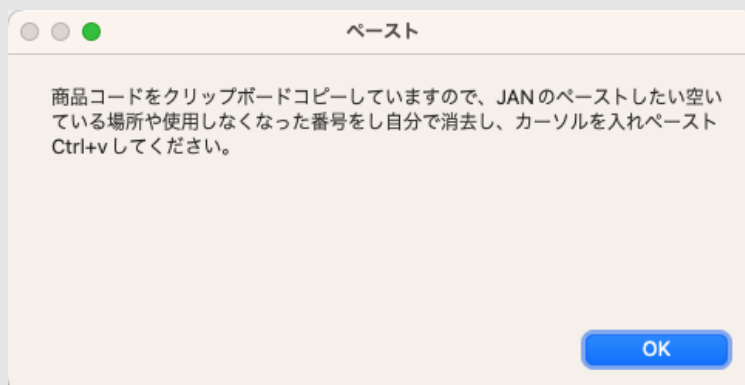 ペースト
商品コードをクリップボードコピーしていますので、JANのペーストしたい空い
ている場所や使用しなくなった番号をし自分で消去し、カーソルを入れペースト
Ctrl+vしてください。
OK